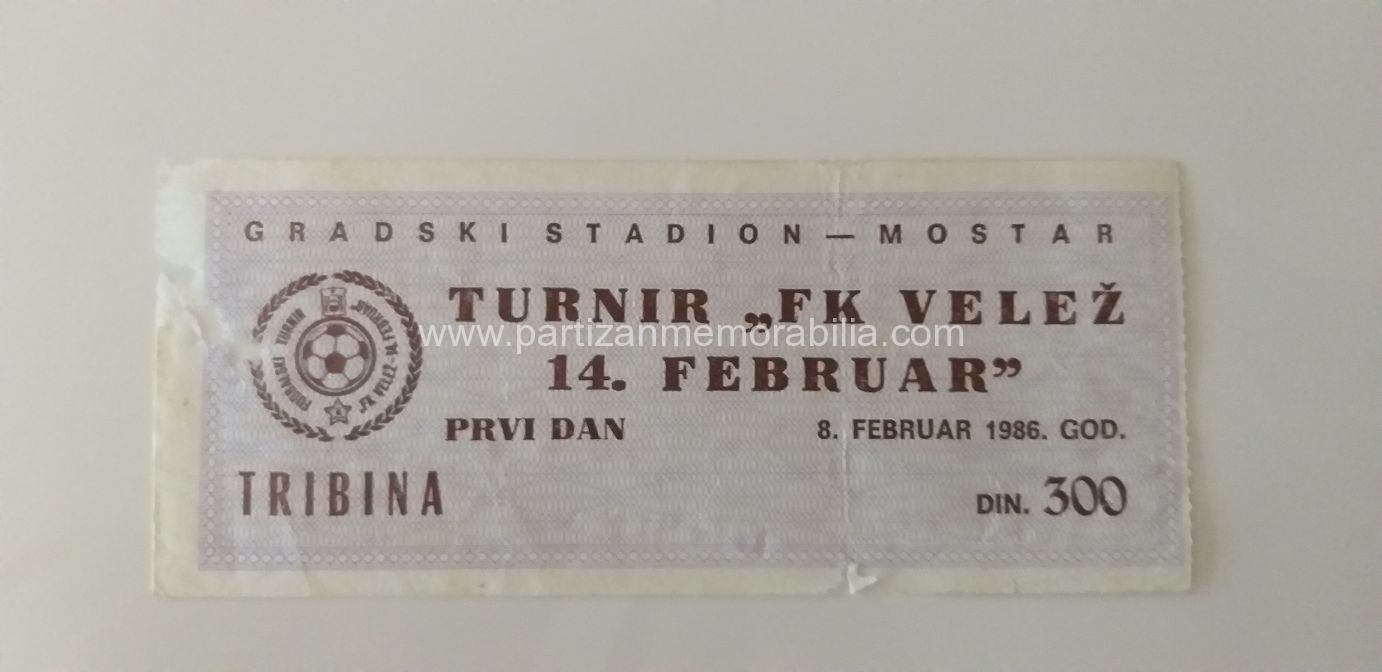 GRADSKI STADION — MOSTAR
TURNIR „FK VELEŽ
14. FEBRUAR”
PRVI DAN
8. FEBRUAR 1986. GOD.
TRIBINA
DIN. 300
www.partizanmemorabilia.com